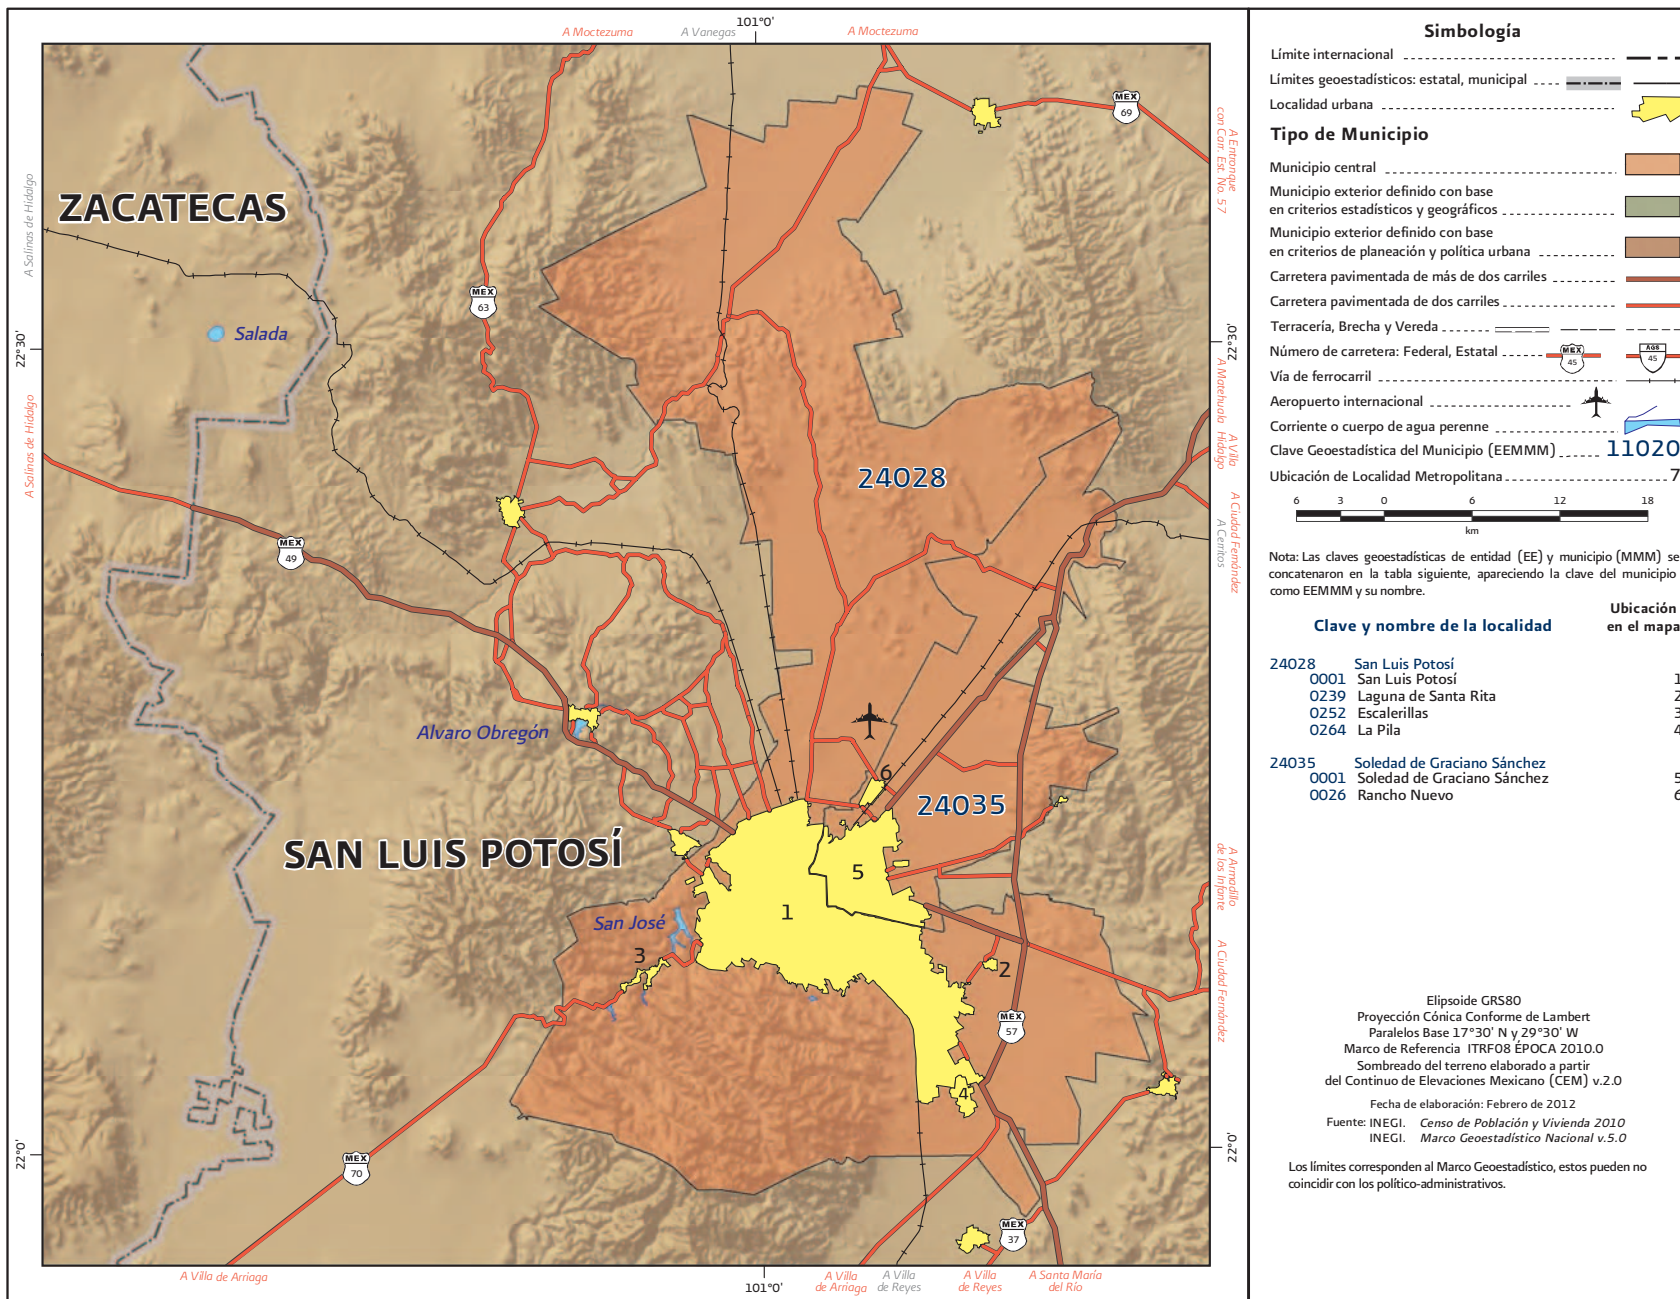 101°0'
A Moctezuma
A Vanegas
A Moctezuma
MEX
69
A Entronque
con Carr. Est. No. 57
ZACATECAS
A Salinas de Hidalgo
MEX
63
Salada
22°30'
22°30'
A Matehuala
A Villa
Hidalgo
A Salinas de Hidalgo
24028
A Ciudad Fernández
A Cerritos
MEX
49
Alvaro Obregón
6
24035
SAN LUIS POTOSÍ
5
1
A Armadillo
de los Infante
San José
3
2
A Ciudad Fernández
MEX
57
4
22°0'
22°0'
MEX
70
MEX
37
A Villa de Arriaga
101°0'
A Villa
de Arriaga
A Villa
de Reyes
A Villa
de Reyes
A Santa María
del Río
Simbología
Límite internacional
Límites geoestadísticos: estatal, municipal
Localidad urbana
Tipo de Municipio
Municipio central
Municipio exterior definido con base
en criterios estadísticos y geográficos
Municipio exterior definido con base
en criterios de planeación y política urbana
Carretera pavimentada de más de dos carriles
Carretera pavimentada de dos carriles
Terracería, Brecha y Vereda
Número de carretera: Federal, Estatal MEX 45 AGS 45
Vía de ferrocarril
Aeropuerto internacional
Corriente o cuerpo de agua perenne
Clave Geoestadística del Municipio (EEMMM) 11020
Ubicación de Localidad Metropolitana 7
6 3 0 6 12 18
km
Nota: Las claves geoestadísticas de entidad (EE) y municipio (MMM) se
concatenaron en la tabla siguiente, apareciendo la clave del municipio
como EEMMM y su nombre.
Clave y nombre de la localidad
Ubicación
en el mapa
24028 San Luis Potosí
0001 San Luis Potosí 1
0239 Laguna de Santa Rita 2
0252 Escalerillas 3
0264 La Pila 4
24035 Soledad de Graciano Sánchez
0001 Soledad de Graciano Sánchez 5
0026 Rancho Nuevo 6
Elipsoide GRS80
Proyección Cónica Conforme de Lambert
Paralelos Base 17°30' N y 29°30' W
Marco de Referencia ITRF08 ÉPOCA 2010.0
Sombreado del terreno elaborado a partir
del Continuo de Elevaciones Mexicano (CEM) v.2.0
Fecha de elaboración: Febrero de 2012
Fuente: INEGI. Censo de Población y Vivienda 2010
INEGI. Marco Geoestadístico Nacional v.5.0
Los límites corresponden al Marco Geoestadístico, estos pueden no
coincidir con los político-administrativos.